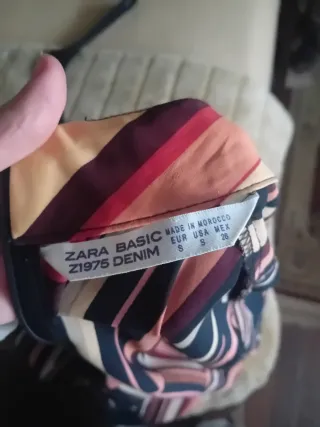 ZARA BASIC
Z1975 DENIM
MADE IN MOROCCO
EUR USA MEX
S S 26